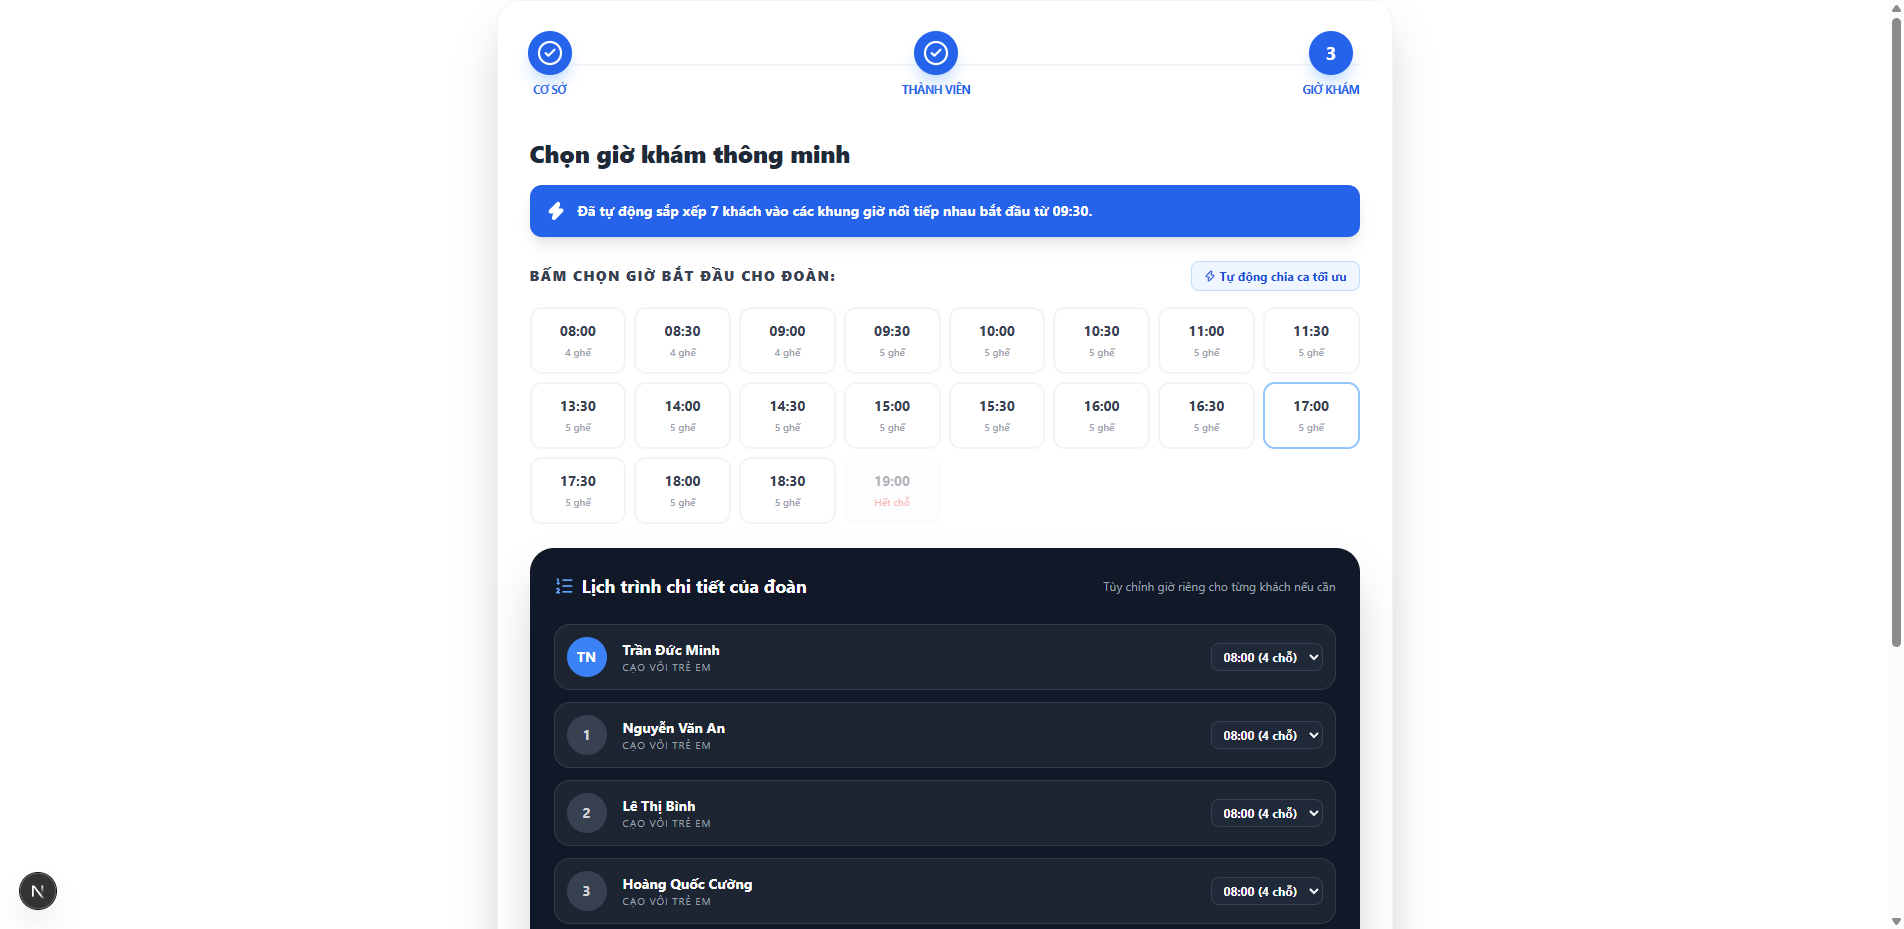 3
CƠ SỞ
THÀNH VIÊN
GIỜ KHÁM
Chọn giờ khám thông minh
Đã tự động sắp xếp 7 khách vào các khung giờ nối tiếp nhau bắt đầu từ 09:30.
BẤM CHỌN GIỜ BẮT ĐẦU CHO ĐOÀN:
Tự động chia ca tối ưu
08:00 08:30 09:00 09:30 10:00 10:30 11:00 11:30
4 ghế 4 ghế 4 ghế 5 ghế 5 ghế 5 ghế 5 ghế 5 ghế
13:30 14:00 14:30 15:00 15:30 16:00 16:30 17:00
5 ghế 5 ghế 5 ghế 5 ghế 5 ghế 5 ghế 5 ghế 5 ghế
17:30 18:00 18:30 19:00
5 ghế 5 ghế 5 ghế Hết chỗ
Lịch trình chi tiết của đoàn
Tùy chỉnh giờ riêng cho từng khách nếu cần
TN
Trần Đức Minh
CẠO VÔI TRẺ EM
08:00 (4 chỗ)
1
Nguyễn Văn An
CẠO VÔI TRẺ EM
08:00 (4 chỗ)
2
Lê Thị Bình
CẠO VÔI TRẺ EM
08:00 (4 chỗ)
3
Hoàng Quốc Cường
CẠO VÔI TRẺ EM
08:00 (4 chỗ)
N